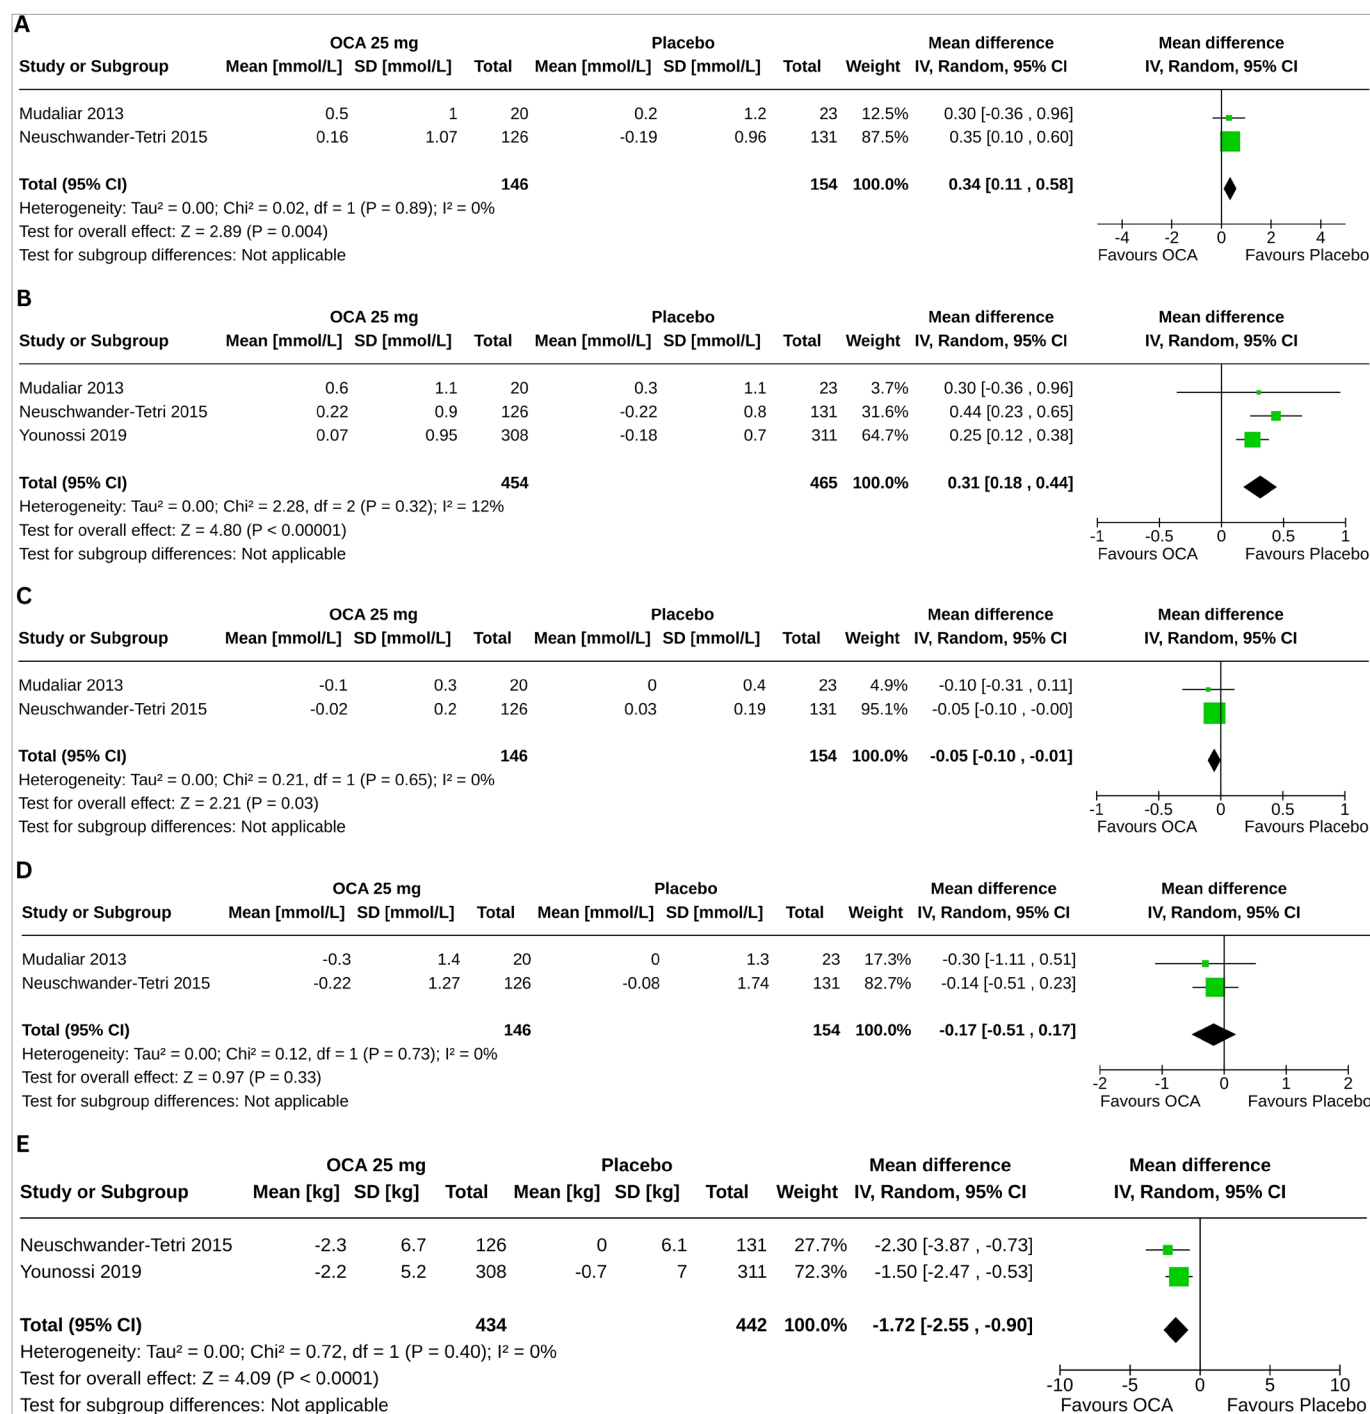 A
OCA 25 mg Placebo Mean difference Mean difference
Study or Subgroup Mean [mmol/L] SD [mmol/L] Total Mean [mmol/L] SD [mmol/L] Total Weight IV, Random, 95% CI IV, Random, 95% CI
Mudaliar 2013 0.5 1 20 0.2 1.2 23 12.5% 0.30 [-0.36 , 0.96]
Neuschwander-Tetri 2015 0.16 1.07 126 -0.19 0.96 131 87.5% 0.35 [0.10 , 0.60]
Total (95% CI) 146 154 100.0% 0.34 [0.11 , 0.58]
Heterogeneity: Tau² = 0.00; Chi² = 0.02, df = 1 (P = 0.89); I² = 0%
Test for overall effect: Z = 2.89 (P = 0.004) -4 -2 0 2 4
Test for subgroup differences: Not applicable Favours OCA Favours Placebo
B
OCA 25 mg Placebo Mean difference Mean difference
Study or Subgroup Mean [mmol/L] SD [mmol/L] Total Mean [mmol/L] SD [mmol/L] Total Weight IV, Random, 95% CI IV, Random, 95% CI
Mudaliar 2013 0.6 1.1 20 0.3 1.1 23 3.7% 0.30 [-0.36 , 0.96]
Neuschwander-Tetri 2015 0.22 0.9 126 -0.22 0.8 131 31.6% 0.44 [0.23 , 0.65]
Younossi 2019 0.07 0.95 308 -0.18 0.7 311 64.7% 0.25 [0.12 , 0.38]
Total (95% CI) 454 465 100.0% 0.31 [0.18 , 0.44]
Heterogeneity: Tau² = 0.00; Chi² = 2.28, df = 2 (P = 0.32); I² = 12%
Test for overall effect: Z = 4.80 (P < 0.00001) -1 -0.5 0 0.5 1
Test for subgroup differences: Not applicable Favours OCA Favours Placebo
C
OCA 25 mg Placebo Mean difference Mean difference
Study or Subgroup Mean [mmol/L] SD [mmol/L] Total Mean [mmol/L] SD [mmol/L] Total Weight IV, Random, 95% CI IV, Random, 95% CI
Mudaliar 2013 -0.1 0.3 20 0 0.4 23 4.9% -0.10 [-0.31 , 0.11]
Neuschwander-Tetri 2015 -0.02 0.2 126 0.03 0.19 131 95.1% -0.05 [-0.10 , -0.00]
Total (95% CI) 146 154 100.0% -0.05 [-0.10 , -0.01]
Heterogeneity: Tau² = 0.00; Chi² = 0.21, df = 1 (P = 0.65); I² = 0%
Test for overall effect: Z = 2.21 (P = 0.03) -1 -0.5 0 0.5 1
Test for subgroup differences: Not applicable Favours OCA Favours Placebo
D
OCA 25 mg Placebo Mean difference Mean difference
Study or Subgroup Mean [mmol/L] SD [mmol/L] Total Mean [mmol/L] SD [mmol/L] Total Weight IV, Random, 95% CI IV, Random, 95% CI
Mudaliar 2013 -0.3 1.4 20 0 1.3 23 17.3% -0.30 [-1.11 , 0.51]
Neuschwander-Tetri 2015 -0.22 1.27 126 -0.08 1.74 131 82.7% -0.14 [-0.51 , 0.23]
Total (95% CI) 146 154 100.0% -0.17 [-0.51 , 0.17]
Heterogeneity: Tau² = 0.00; Chi² = 0.12, df = 1 (P = 0.73); I² = 0%
Test for overall effect: Z = 0.97 (P = 0.33) -2 -1 0 1 2
Test for subgroup differences: Not applicable Favours OCA Favours Placebo
E
OCA 25 mg Placebo Mean difference Mean difference
Study or Subgroup Mean [kg] SD [kg] Total Mean [kg] SD [kg] Total Weight IV, Random, 95% CI IV, Random, 95% CI
Neuschwander-Tetri 2015 -2.3 6.7 126 0 6.1 131 27.7% -2.30 [-3.87 , -0.73]
Younossi 2019 -2.2 5.2 308 -0.7 7 311 72.3% -1.50 [-2.47 , -0.53]
Total (95% CI) 434 442 100.0% -1.72 [-2.55 , -0.90]
Heterogeneity: Tau² = 0.00; Chi² = 0.72, df = 1 (P = 0.40); I² = 0%
Test for overall effect: Z = 4.09 (P < 0.0001) -10 -5 0 5 10
Test for subgroup differences: Not applicable Favours OCA Favours Placebo